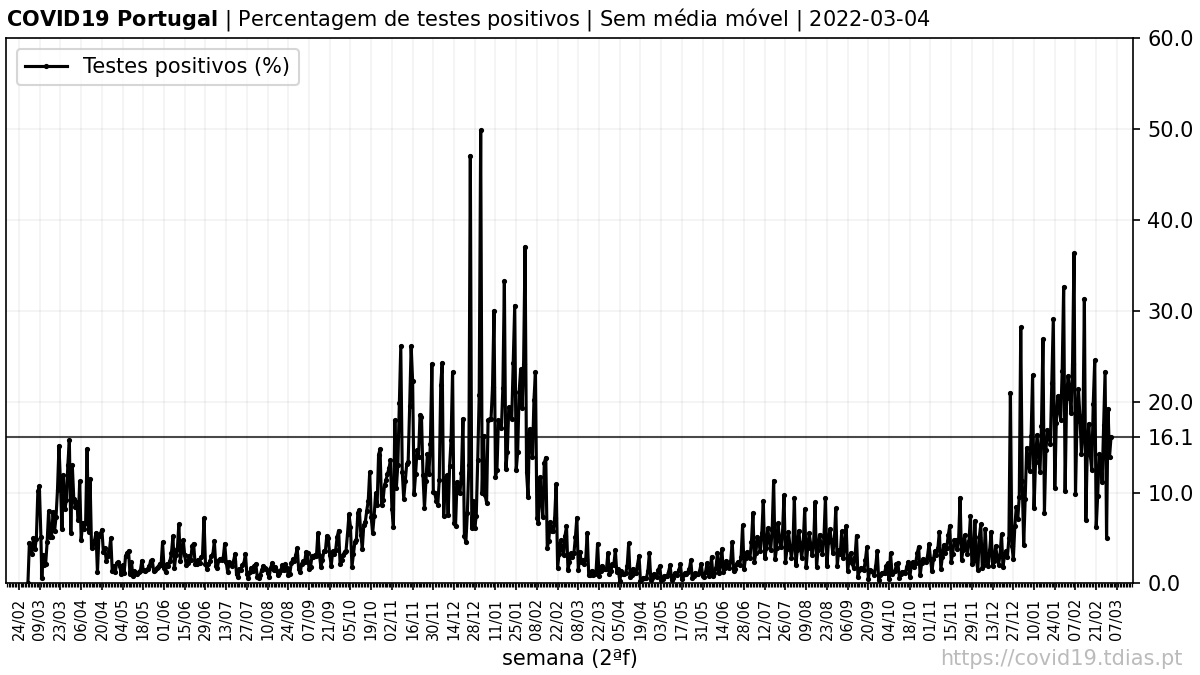 COVID19 Portugal | Percentagem de testes positivos | Sem média móvel | 2022-03-04
Testes positivos (%)
60.0
50.0
40.0
30.0
20.0
16.1
10.0
0.0
24/02 09/03 23/03 06/04 20/04 04/05 18/05 01/06 15/06 29/06 13/07 27/07 10/08 24/08 07/09 21/09 05/10 19/10 02/11 16/11 30/11 14/12 28/12 11/01 25/01 08/02 22/02 08/03 22/03 05/04 19/04 03/05 17/05 31/05 14/06 28/06 12/07 26/07 09/08 23/08 06/09 20/09 04/10 18/10 01/11 15/11 29/11 13/12 27/12 10/01 24/01 07/02 21/02 07/03
semana (2ªf)
https://covid19.tdias.pt